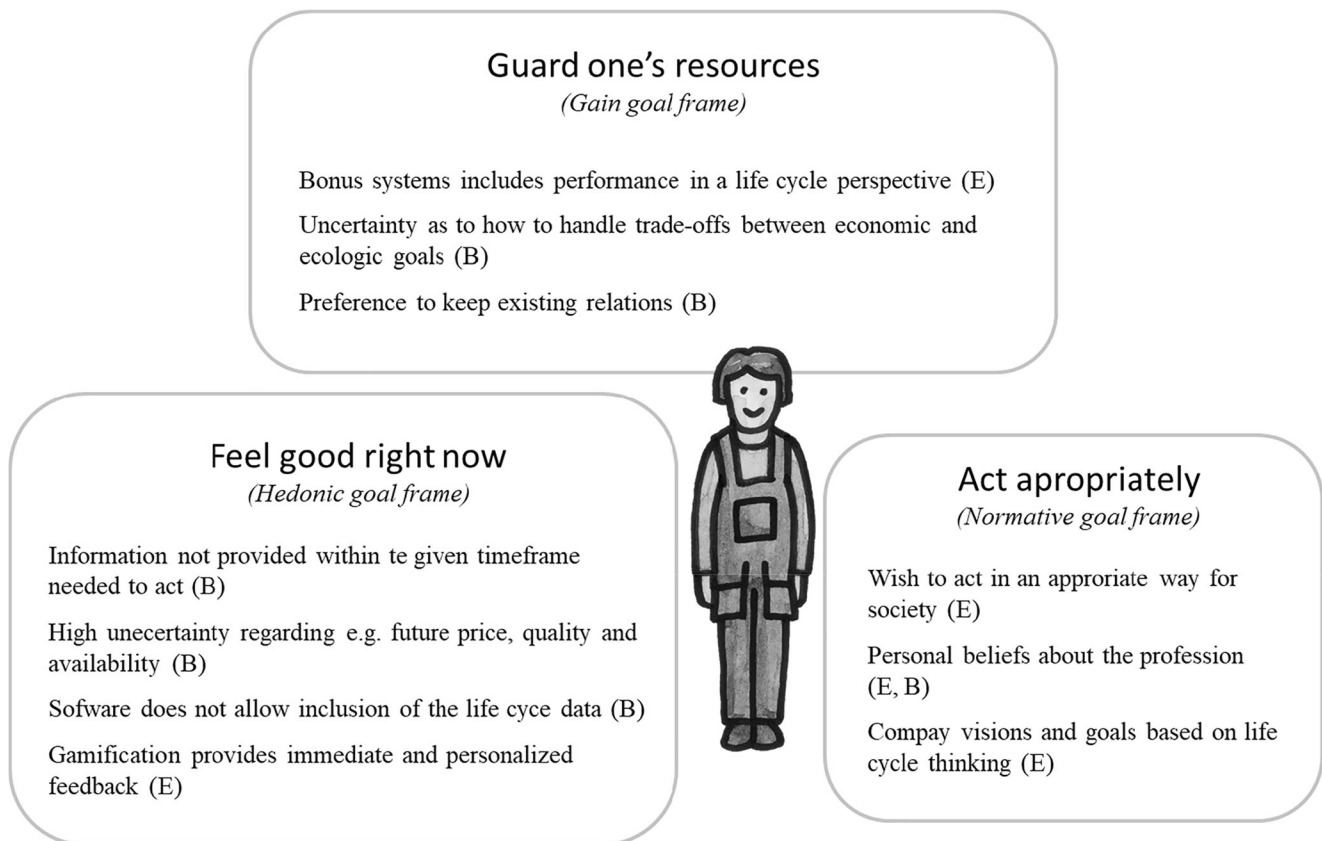 Guard one's resources
(Gain goal frame)
Bonus systems includes performance in a life cycle perspective (E)
Uncertainty as to how to handle trade-offs between economic and
ecologic goals (B)
Preference to keep existing relations (B)
Feel good right now
(Hedonic goal frame)
Information not provided within te given timeframe
needed to act (B)
High unecertainty regarding e.g. future price, quality and
availability (B)
Sofware does not allow inclusion of the life cyce data (B)
Gamification provides immediate and personalized
feedback (E)
Act apropriately
(Normative goal frame)
Wish to act in an approriate way for
society (E)
Personal beliefs about the profession
(E, B)
Compay visions and goals based on life
cycle thinking (E)